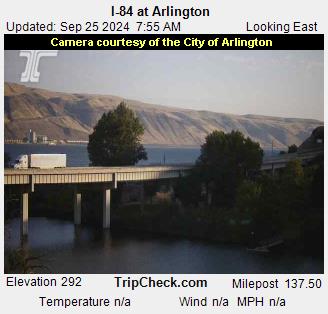 I-84 at Arlington
Updated: Sep 25 2024 7:55 AM Looking East
Camera courtesy of the City of Arlington
Elevation 292 TripCheck.com Milepost 137.50
Temperature n/a Wind n/a MPH n/a